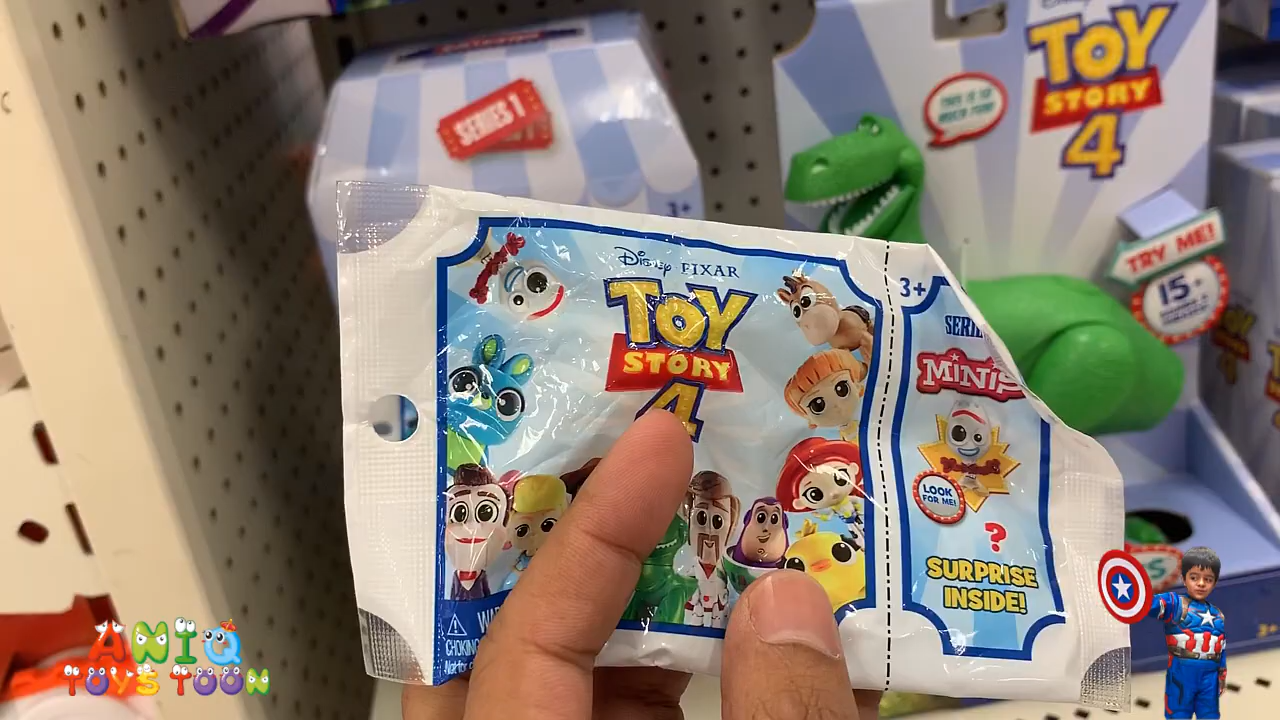 SERIES 1
1+
THIS IS SO
MUCH FUN!
TOY
STORY
4
TRY ME!
15+
Disney PIXAR
TOY
STORY
4
3+
MINIS
LOOK
FOR ME!
?
SURPRISE
INSIDE!
ANIQ
TOYS TOON